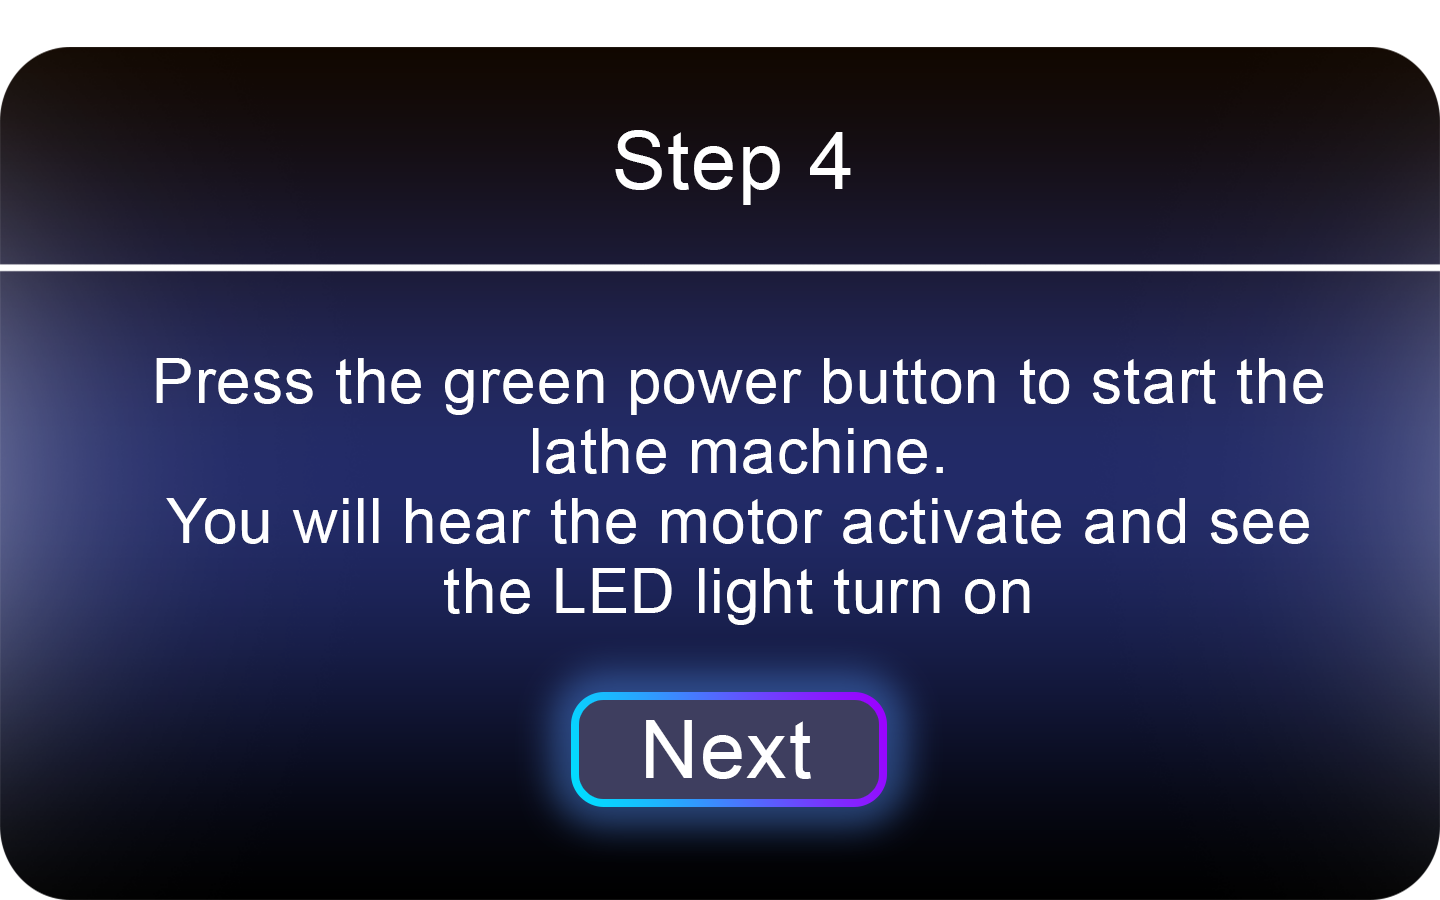 Step 4
Press the green power button to start the
lathe machine.
You will hear the motor activate and see
the LED light turn on
Next